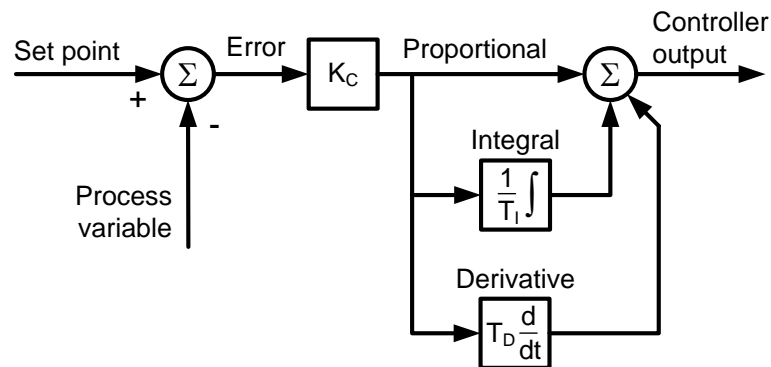 Set point
Σ
+
-
Error
K_C
Proportional
Σ
Controller
output
Process
variable
Integral
1/T_I ∫
Derivative
T_D d/dt